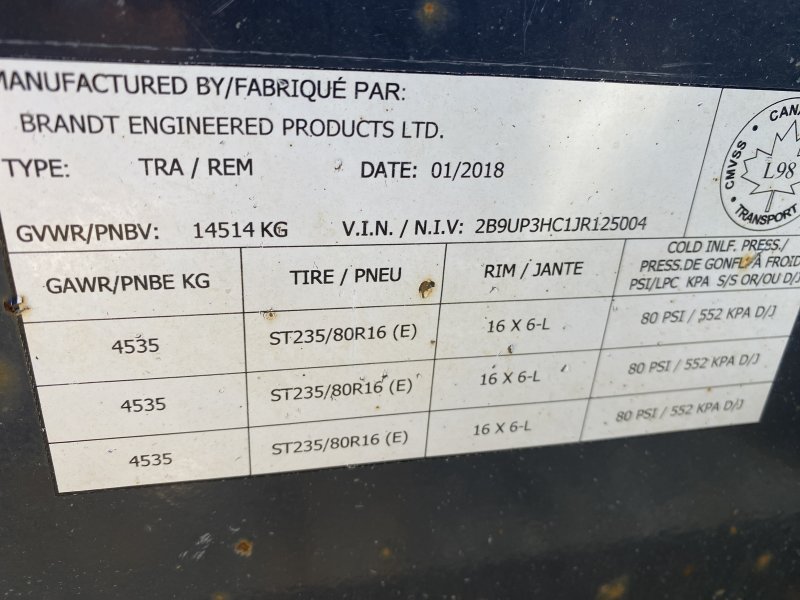 MANUFACTURED BY/FABRIQUÉ PAR:
BRANDT ENGINEERED PRODUCTS LTD.
TYPE: TRA / REM DATE: 01/2018
GVWR/PNBV: 14514 KG V.I.N. / N.I.V: 2B9UP3HC1JR125004
CMVSS • CANA
L98
• TRANSPORT
GAWR/PNBE KG TIRE / PNEU RIM / JANTE COLD INLF. PRESS./
PRESS.DE GONFL. À FROID
PSI/LPC KPA S/S OR/OU D/J
4535 ST235/80R16 (E) 16 X 6-L 80 PSI / 552 KPA D/J
4535 ST235/80R16 (E) 16 X 6-L 80 PSI / 552 KPA D/J
4535 ST235/80R16 (E) 16 X 6-L 80 PSI / 552 KPA D/J